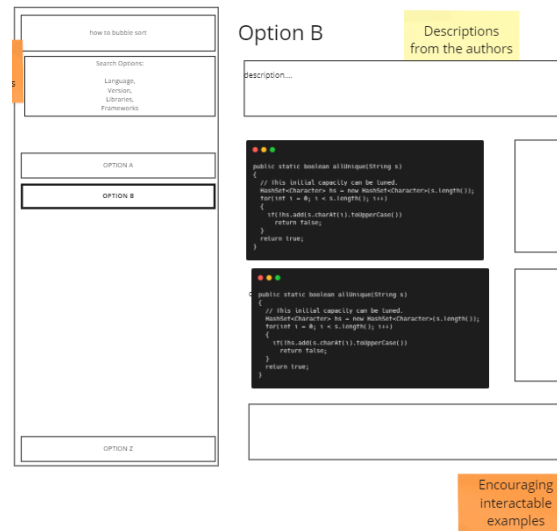 how to bubble sort
Search Options:
Language,
Version,
Libraries,
Frameworks
s
OPTION A
OPTION B
OPTION Z
Option B
Descriptions
from the authors
description....
public static boolean allUnique(String s)
{
// This initial capacity can be tuned.
HashSet<Character> hs = new HashSet<Character>(s.length());
for(int i = 0; i < s.length(); i++)
{
if(!hs.add(s.charAt(i).toUpperCase())
return false;
}
return true;
}
public static boolean allUnique(String s)
{
// This initial capacity can be tuned.
HashSet<Character> hs = new HashSet<Character>(s.length());
for(int i = 0; i < s.length(); i++)
{
if(!hs.add(s.charAt(i).toUpperCase())
return false;
}
return true;
}
Encouraging
interactable
examples